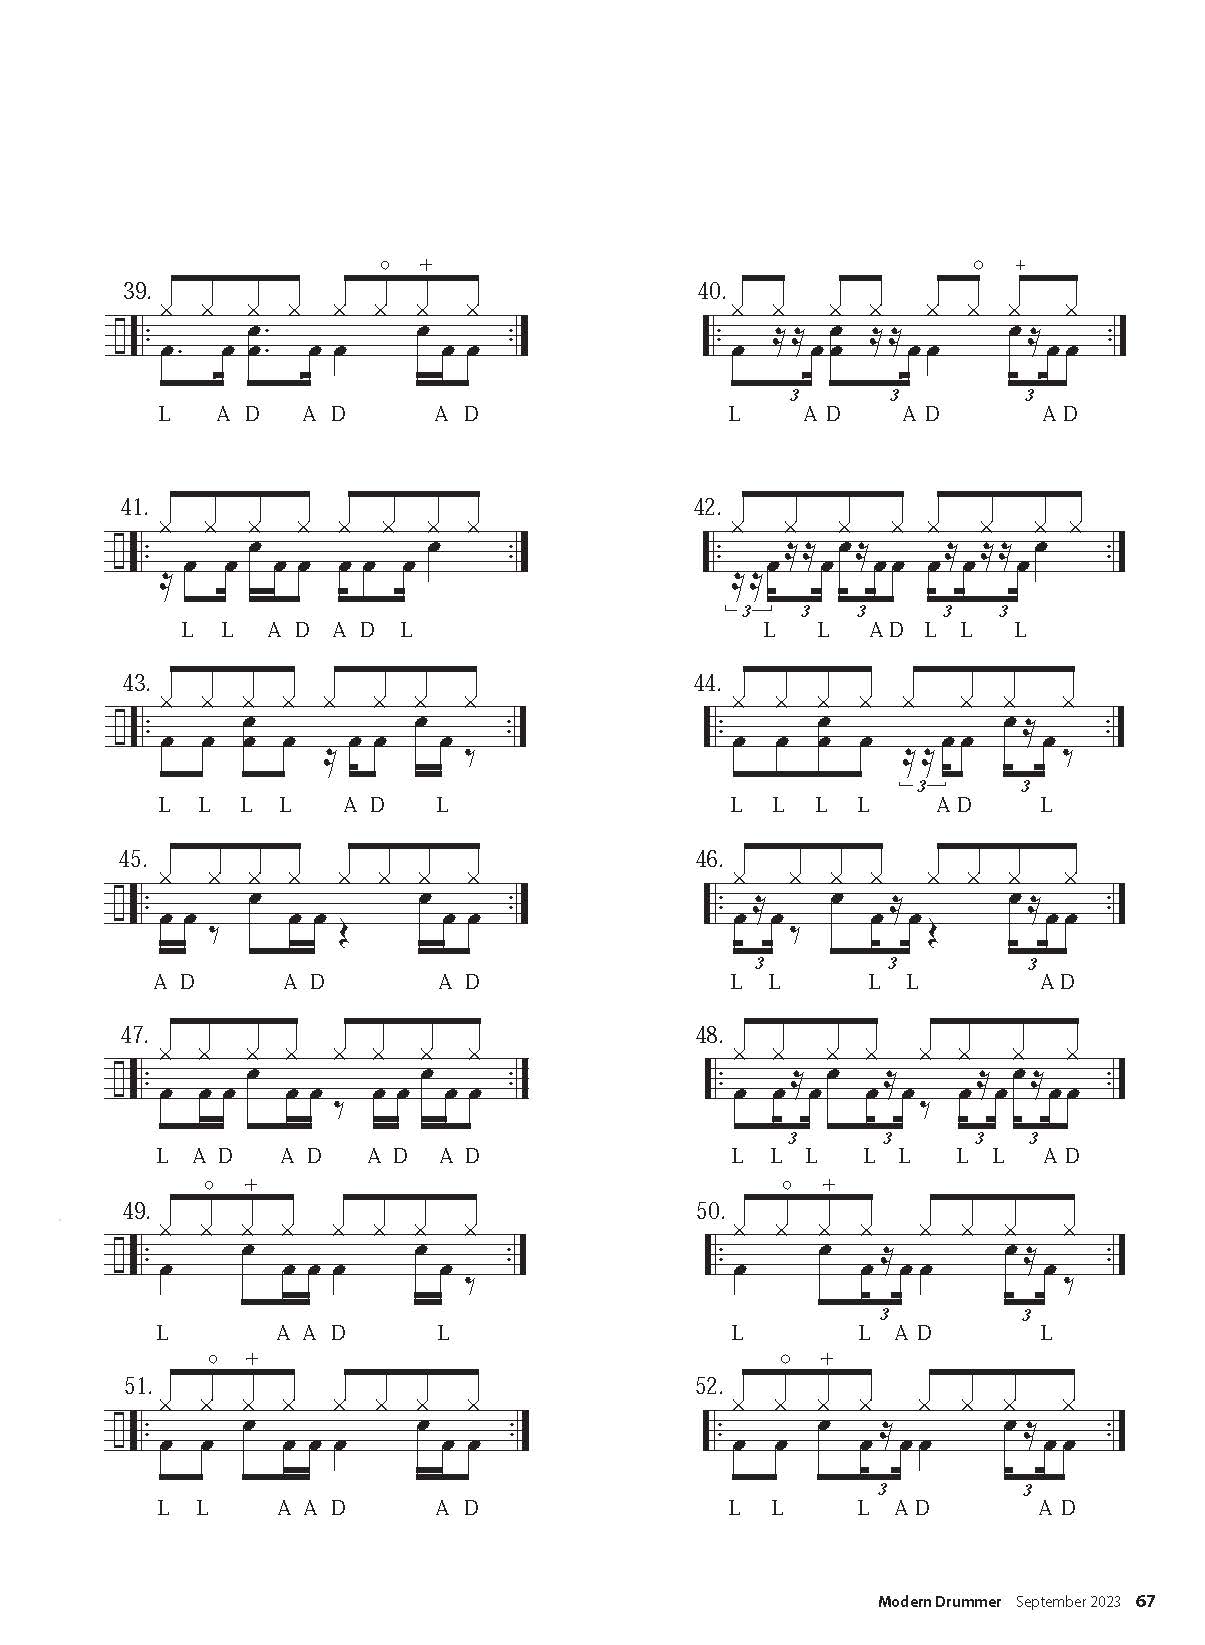 39.
L A D A D A D
40.
3 3 3
L A D A D A D
41.
L L A D A D L
42.
3 3 3 3 3
L L A D L L L
43.
L L L L A D L
44.
3 3
L L L L A D L
45.
A D A D A D
46.
3 3 3
L L L L A D
47.
L A D A D A D A D
48.
3 3 3 3
L L L L L L L A D
49.
L A A D L
50.
3 3
L L A D L
51.
L L A A D A D
52.
3 3
L L L A D A D
Modern Drummer September 2023 67